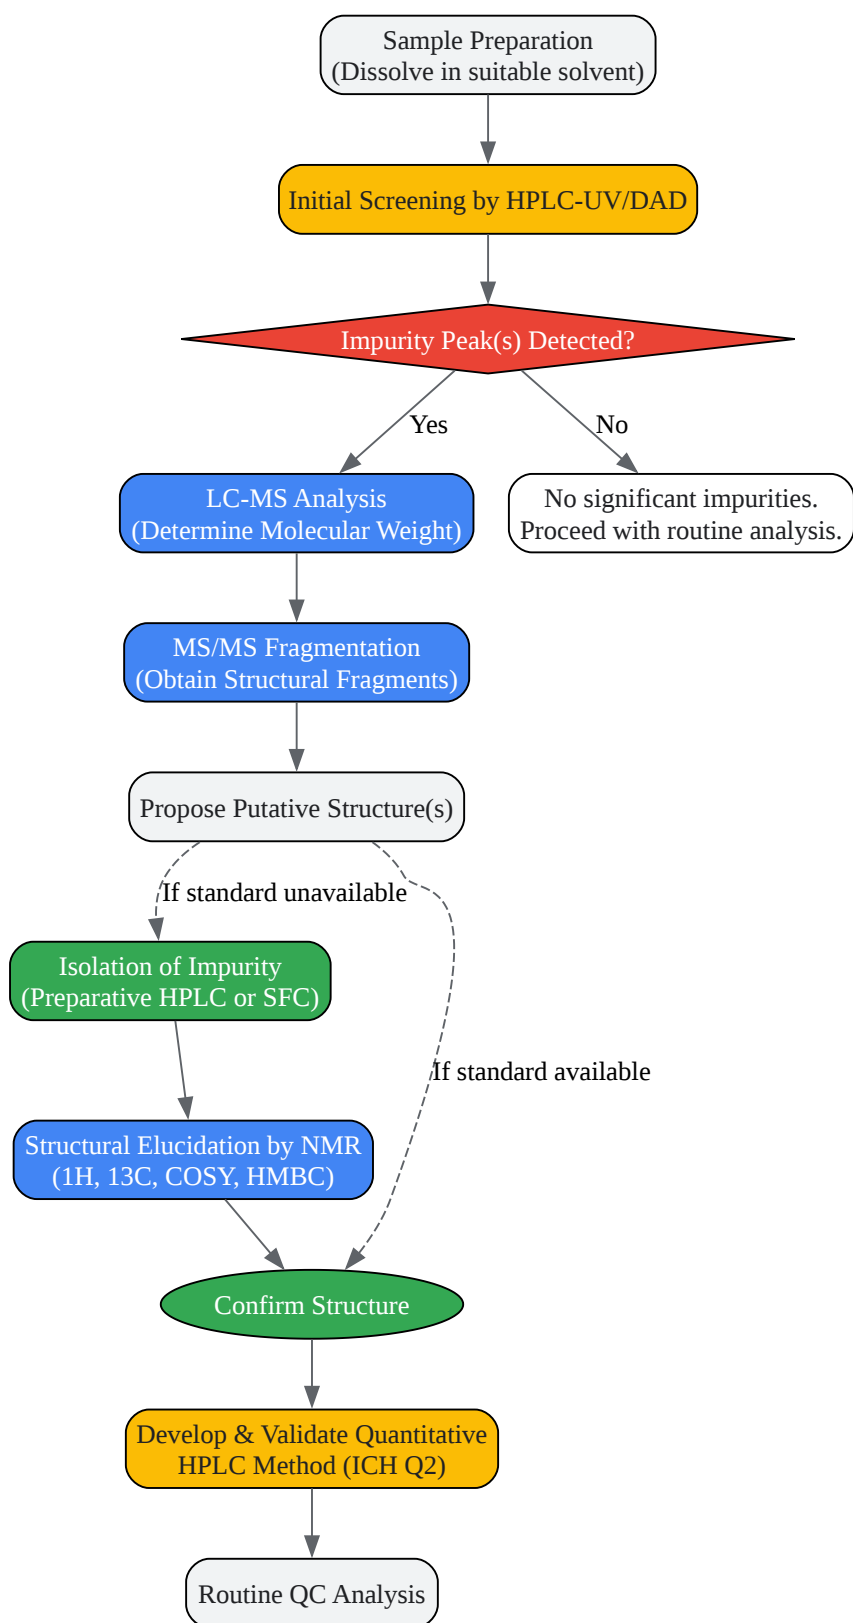 Sample Preparation
(Dissolve in suitable solvent)
Initial Screening by HPLC-UV/DAD
Impurity Peak(s) Detected?
Yes
No
LC-MS Analysis
(Determine Molecular Weight)
No significant impurities.
Proceed with routine analysis.
MS/MS Fragmentation
(Obtain Structural Fragments)
Propose Putative Structure(s)
If standard unavailable
Isolation of Impurity
(Preparative HPLC or SFC)
If standard available
Structural Elucidation by NMR
(1H, 13C, COSY, HMBC)
Confirm Structure
Develop & Validate Quantitative
HPLC Method (ICH Q2)
Routine QC Analysis